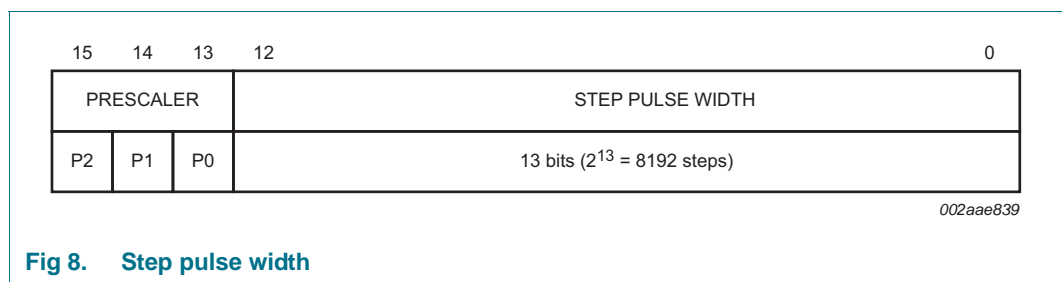 15 14 13 12 0
PRESCALER STEP PULSE WIDTH
P2 P1 P0 13 bits (2¹³ = 8192 steps)
002aae839
Fig 8. Step pulse width